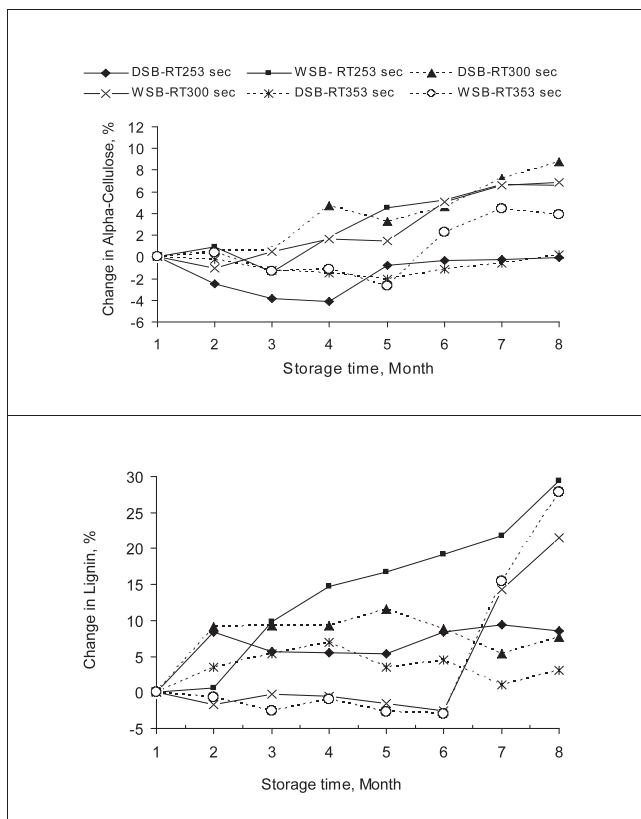 DSB-RT253 sec WSB- RT253 sec DSB-RT300 sec
WSB-RT300 sec DSB-RT353 sec WSB-RT353 sec
Change in Alpha-Cellulose, %
12
10
8
6
4
2
0
-2
-4
-6
1 2 3 4 5 6 7 8
Storage time, Month
Change in Lignin, %
30
25
20
15
10
5
0
-5
1 2 3 4 5 6 7 8
Storage time, Month